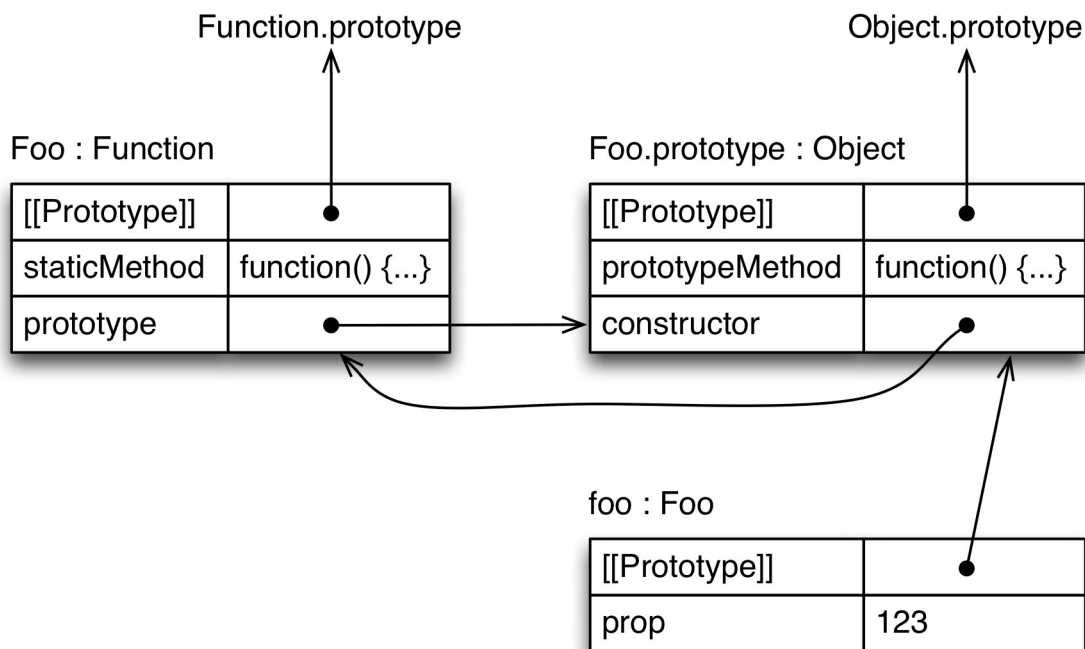 Function.prototype
Object.prototype
Foo : Function
[[Prototype]]
staticMethod function() {...}
prototype
Foo.prototype : Object
[[Prototype]]
prototypeMethod function() {...}
constructor
foo : Foo
[[Prototype]]
prop 123